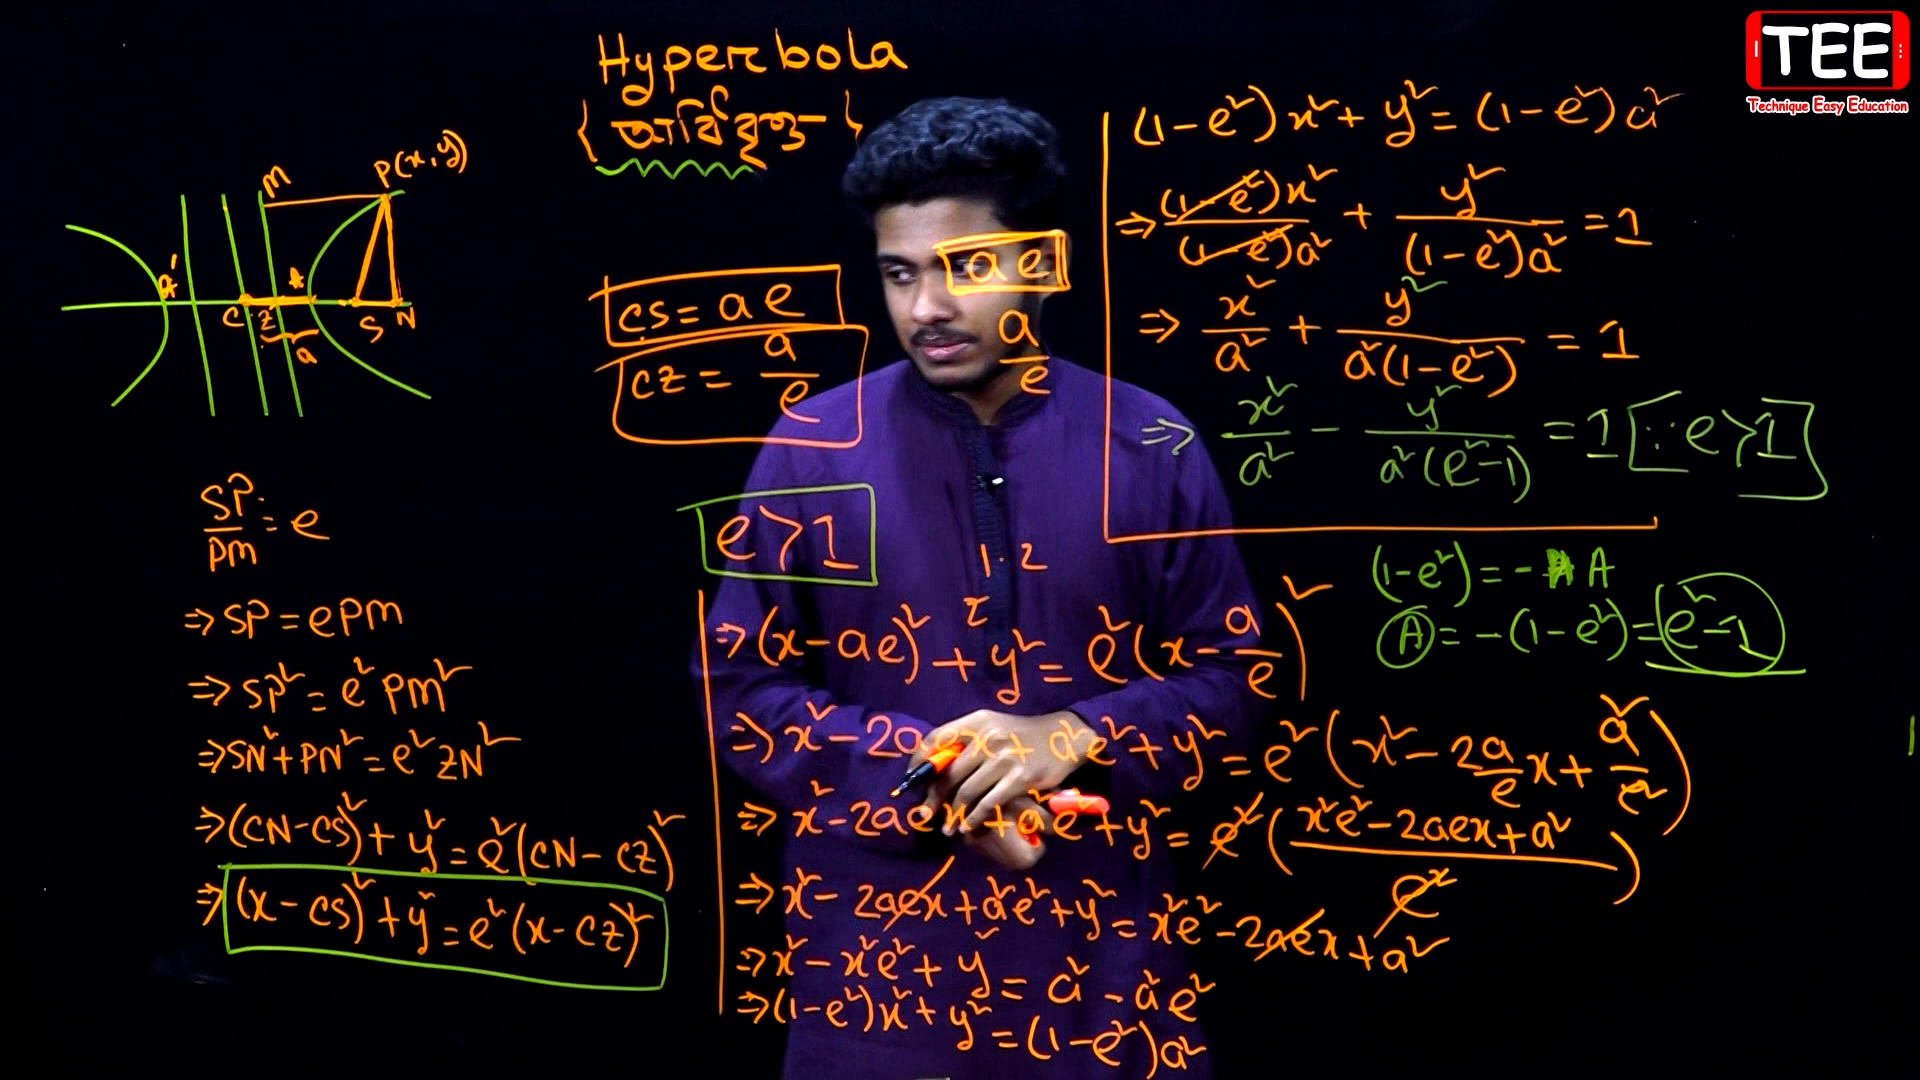 Hyperbola
{ অধিবৃত্ত }
TEE
Technique Easy Education
M
P(x,y)
A'
A
C
Z
S
N
a
CS = ae
CZ = a/e
ae
a/e
e>1
1.2
SP/PM = e
⇒ SP = ePM
⇒ SP² = e²PM²
⇒ SN²+PN² = e²ZN²
⇒ (CN-CS)² + y² = e²(CN-CZ)²
⇒ (x-CS)² + y² = e²(x-CZ)²
⇒ (x-ae)² + y² = e²(x - a/e)²
⇒ x² - 2aex + a²e² + y² = e²(x² - 2a/e x + a²/e²)
⇒ x² - 2aex + a²e² + y² = e²((x²e² - 2aex + a²)/e²)
⇒ x² - 2aex + a²e² + y² = x²e² - 2aex + a²
⇒ x² - x²e² + y² = a² - a²e²
⇒ (1-e²)x² + y² = (1-e²)a²
(1-e²)x² + y² = (1-e²)a²
⇒ (1-e²)x²/(1-e²)a² + y²/(1-e²)a² = 1
⇒ x²/a² + y²/a²(1-e²) = 1
⇒ x²/a² - y²/a²(e²-1) = 1 [∵ e>1]
(1-e²) = -A
A = -(1-e²) = e²-1